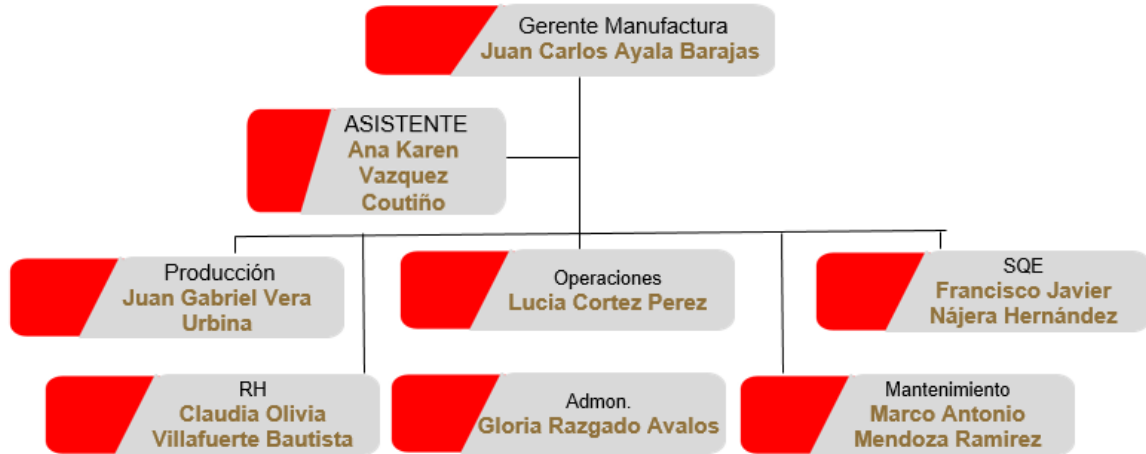 Gerente Manufactura
Juan Carlos Ayala Barajas
ASISTENTE
Ana Karen
Vazquez
Coutiño
Producción
Juan Gabriel Vera
Urbina
Operaciones
Lucia Cortez Perez
SQE
Francisco Javier
Nájera Hernández
RH
Claudia Olivia
Villafuerte Bautista
Admon.
Gloria Razgado Avalos
Mantenimiento
Marco Antonio
Mendoza Ramirez